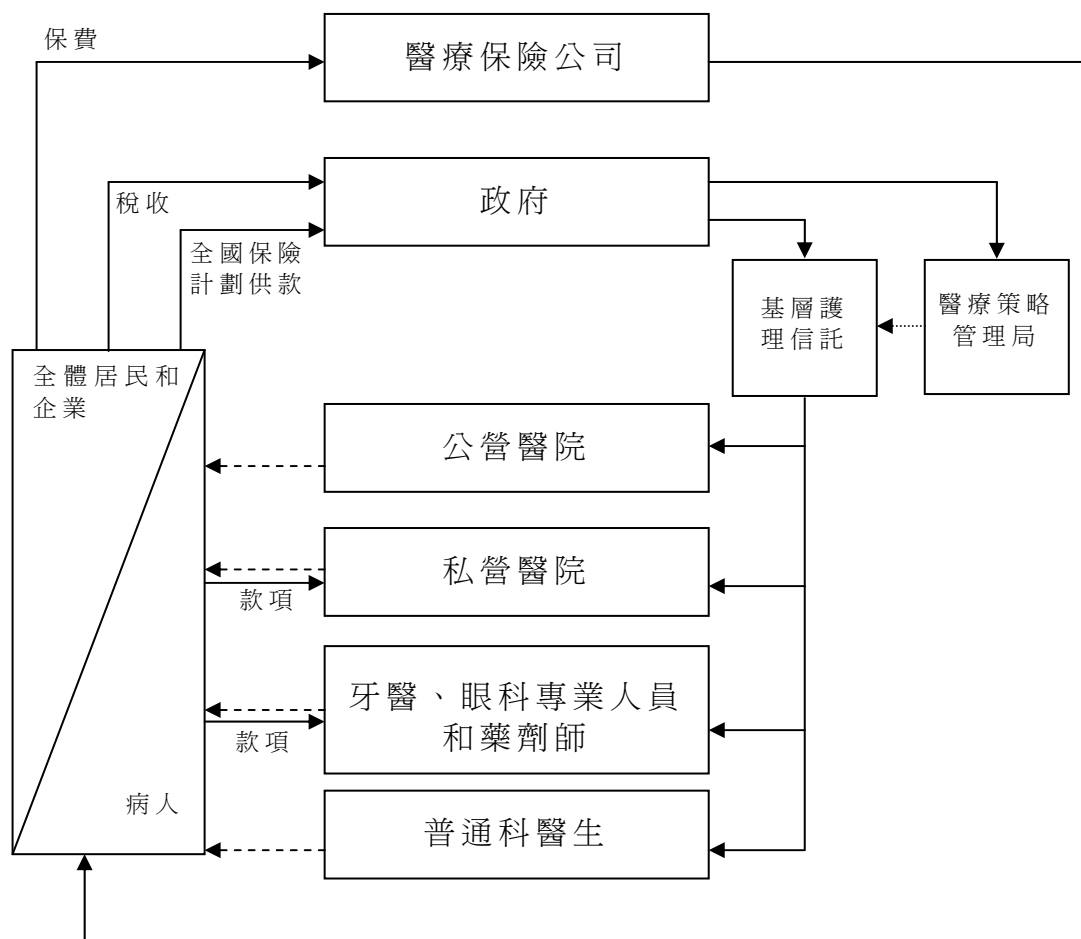 保費
醫療保險公司
稅收
政府
全國保險
計劃供款
基層護
理信託
醫療策略
管理局
全體居民和
企業
公營醫院
私營醫院
款項
牙醫、眼科專業人員
和藥劑師
款項
病人
普通科醫生